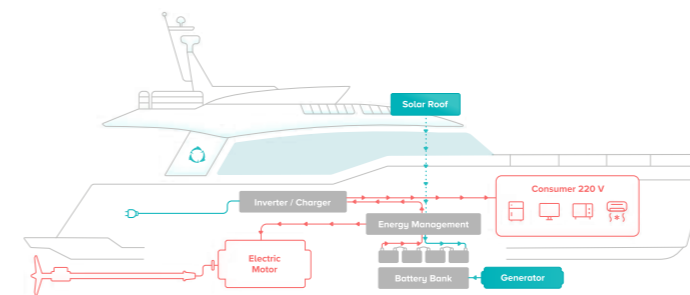 Solar Roof
Consumer 220 V
Inverter / Charger
Energy Management
Electric
Motor
Battery Bank
Generator